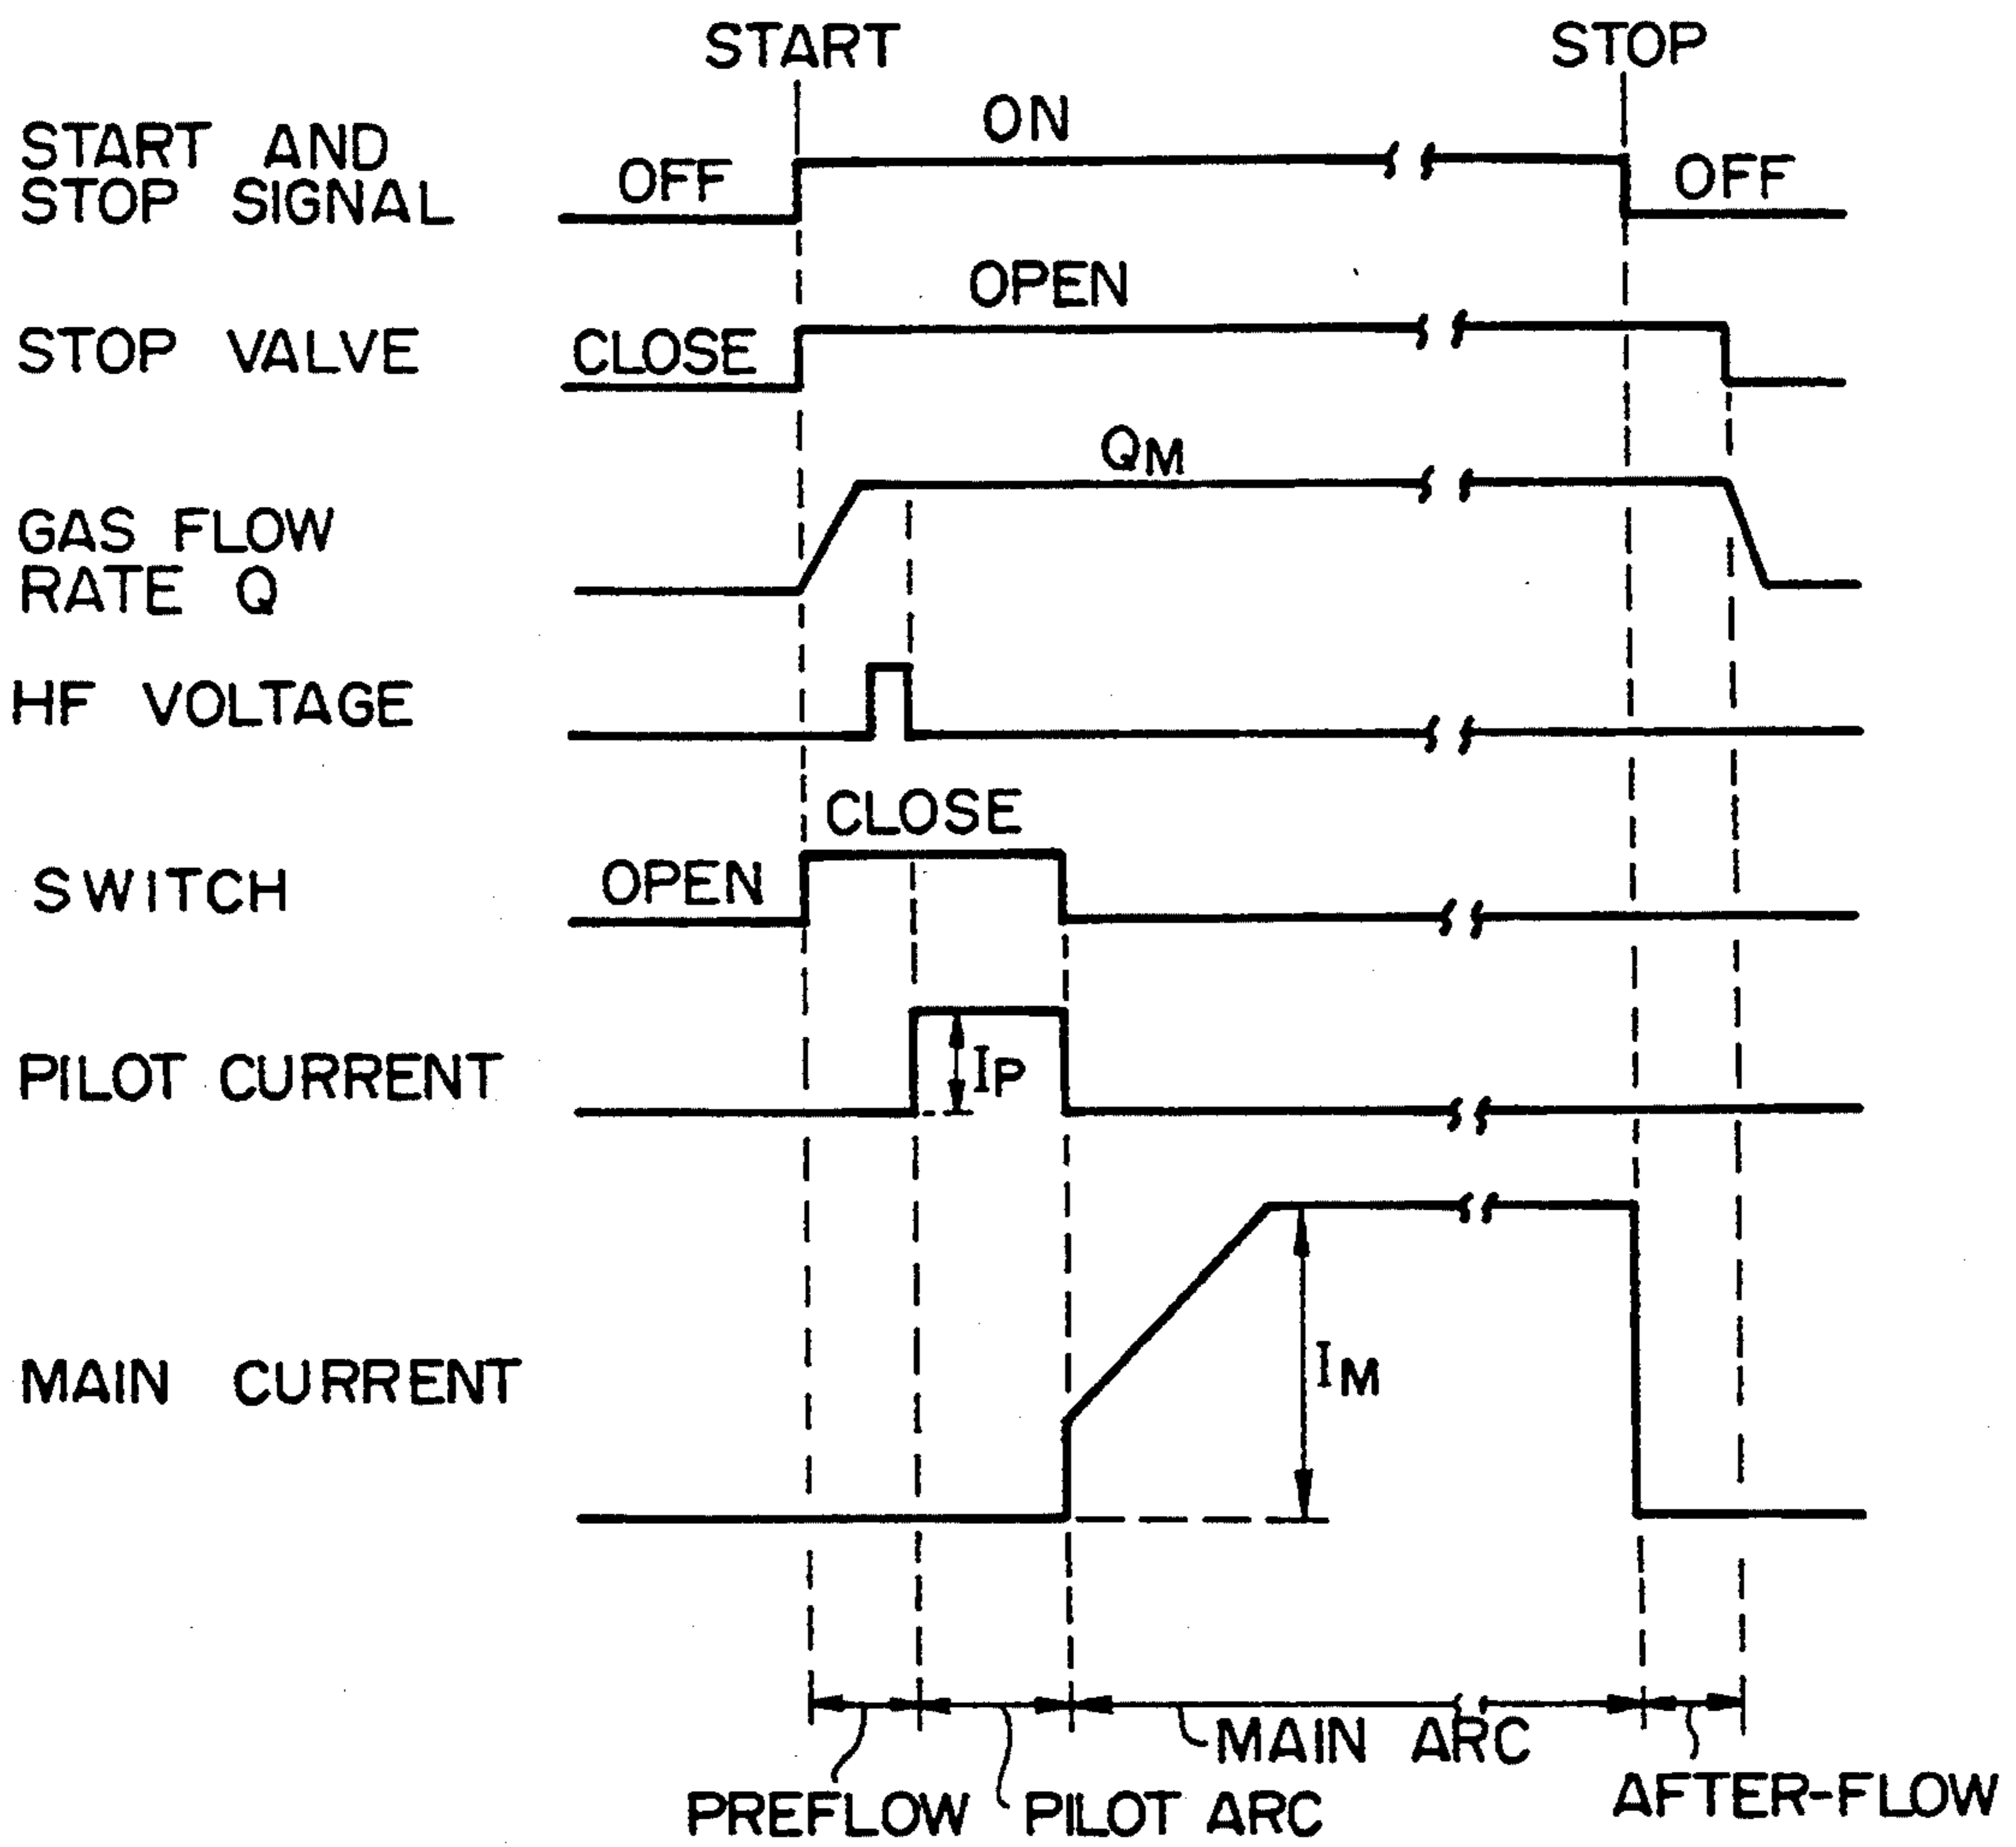 START
STOP
START AND
STOP SIGNAL
OFF
ON
OFF
STOP VALVE
CLOSE
OPEN
GAS FLOW
RATE Q
QM
HF VOLTAGE
SWITCH
OPEN
CLOSE
PILOT CURRENT
IP
MAIN CURRENT
IM
MAIN ARC
PREFLOW
PILOT ARC
AFTER-FLOW